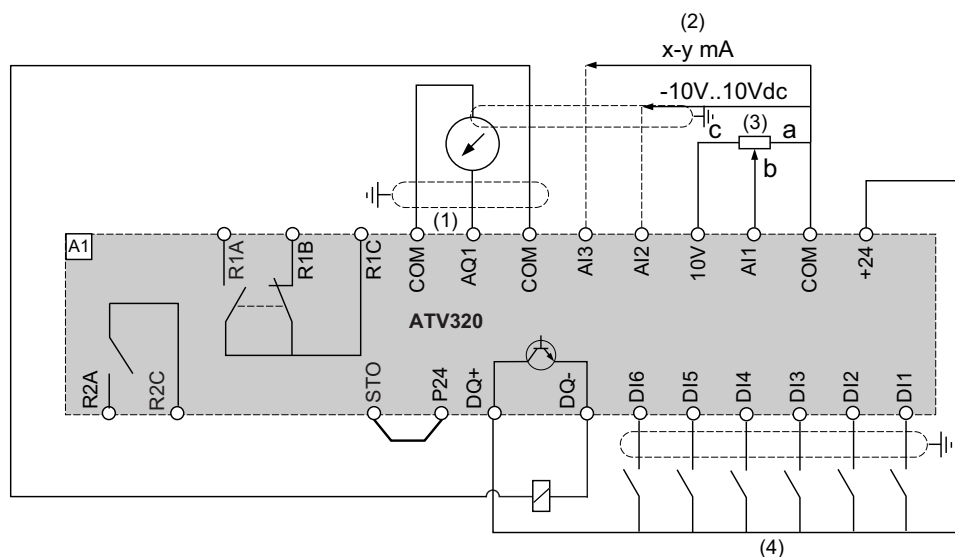 (2)
x-y mA
-10V..10Vdc
c
(3)
a
b
(1)
A1
R1A
R1B
R1C
COM
AQ1
COM
AI3
AI2
10V
AI1
COM
+24
ATV320
R2A
R2C
STO
P24
DQ+
DQ-
DI6
DI5
DI4
DI3
DI2
DI1
(4)